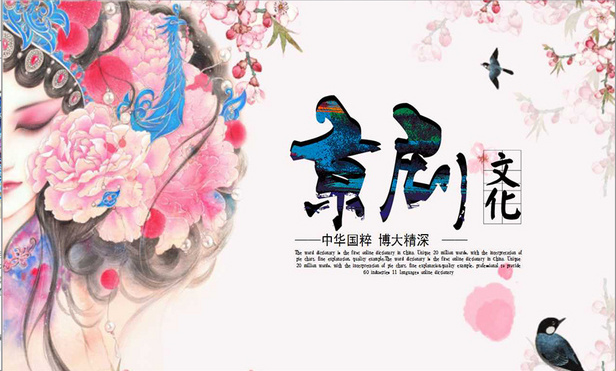 京剧
文化
中华国粹 博大精深
The word dictionary is the first online dictionary in China. Unique 20 million words, with the interpretation of
pie chars, fine explanation, quality example.The word dictionary is the first online dictionary in China. Unique
20 million words, with the interpretation of pie chars, fine explanation,quality example, professional to provide
60 industries 11 languages online dictionary